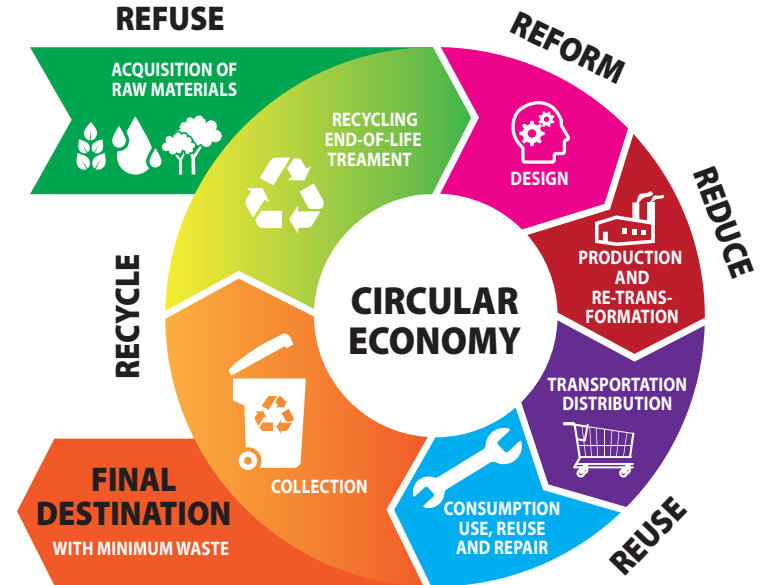 REFUSE
ACQUISITION OF
RAW MATERIALS
RECYCLING
END-OF-LIFE
TREAMENT
REFORM
DESIGN
REDUCE
PRODUCTION
AND
RE-TRANS-
FORMATION
CIRCULAR
ECONOMY
TRANSPORTATION
DISTRIBUTION
REUSE
CONSUMPTION
USE, REUSE
AND REPAIR
RECYCLE
COLLECTION
FINAL
DESTINATION
WITH MINIMUM WASTE